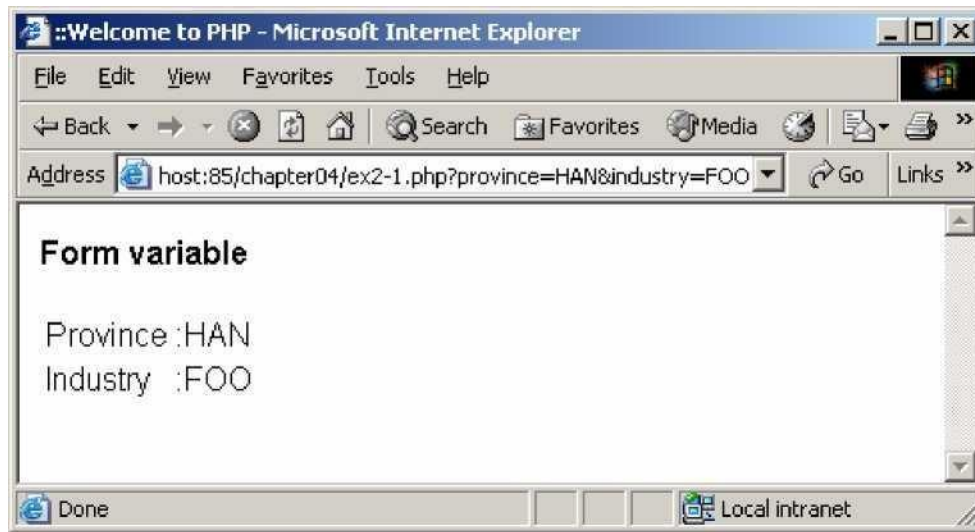 ::Welcome to PHP - Microsoft Internet Explorer
File Edit View Favorites Tools Help
Back Search Favorites Media »
Address host:85/chapter04/ex2-1.php?province=HAN&industry=FOO Go Links »
Form variable
Province :HAN
Industry :FOO
Done Local intranet